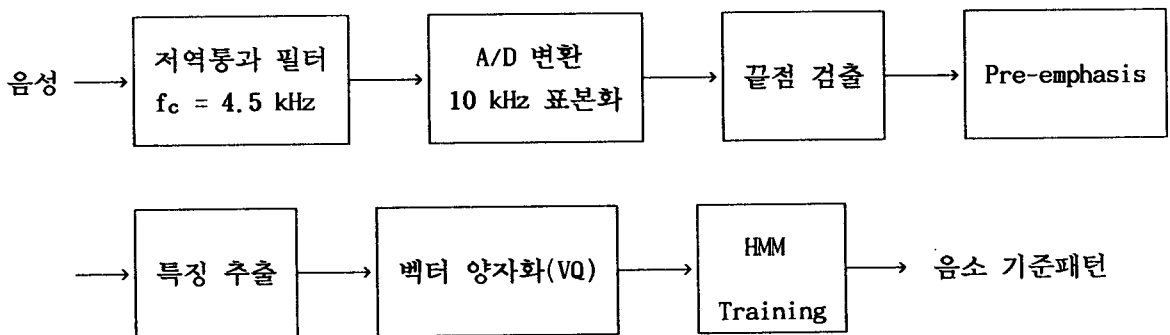 음성
저역통과 필터
fc = 4.5 kHz
A/D 변환
10 kHz 표본화
끝점 검출
Pre-emphasis
특징 추출
벡터 양자화(VQ)
HMM
Training
음소 기준패턴